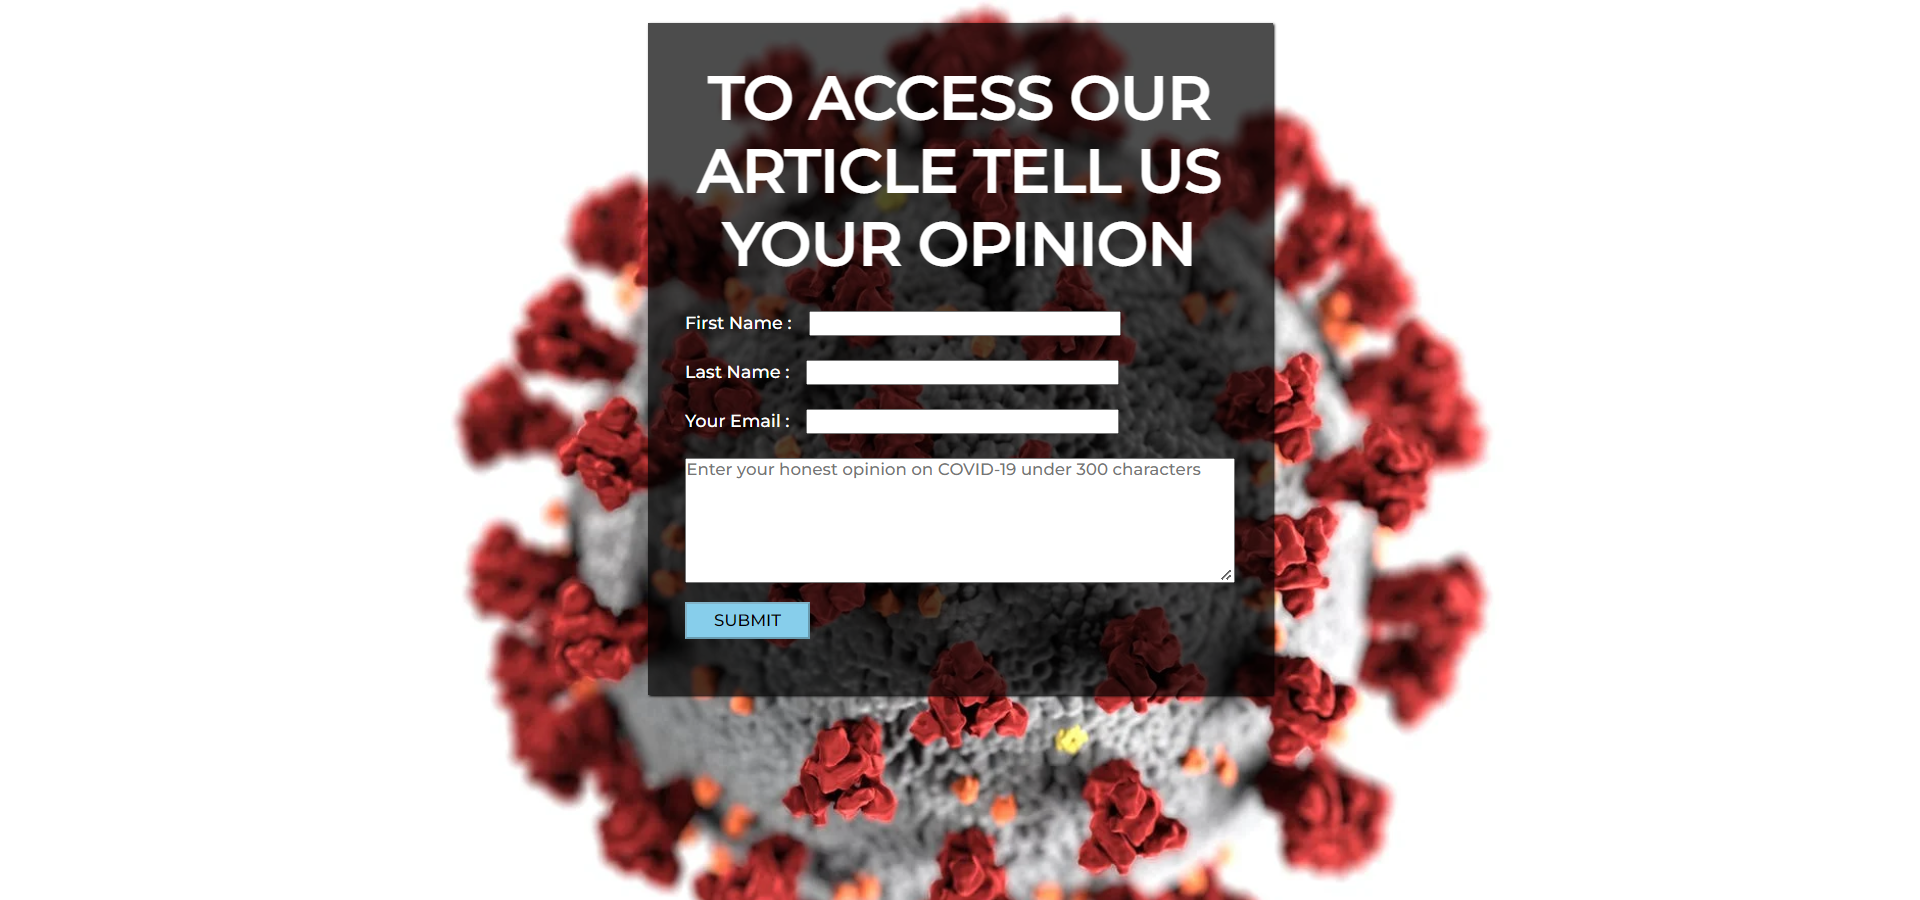 TO ACCESS OUR
ARTICLE TELL US
YOUR OPINION
First Name :
Last Name :
Your Email :
Enter your honest opinion on COVID-19 under 300 characters
SUBMIT